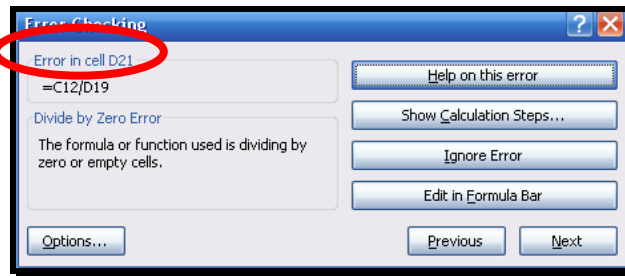 Error Checking
Error in cell D21
=C12/D19
Help on this error
Divide by Zero Error
Show Calculation Steps...
The formula or function used is dividing by
zero or empty cells.
Ignore Error
Edit in Formula Bar
Options...
Previous
Next